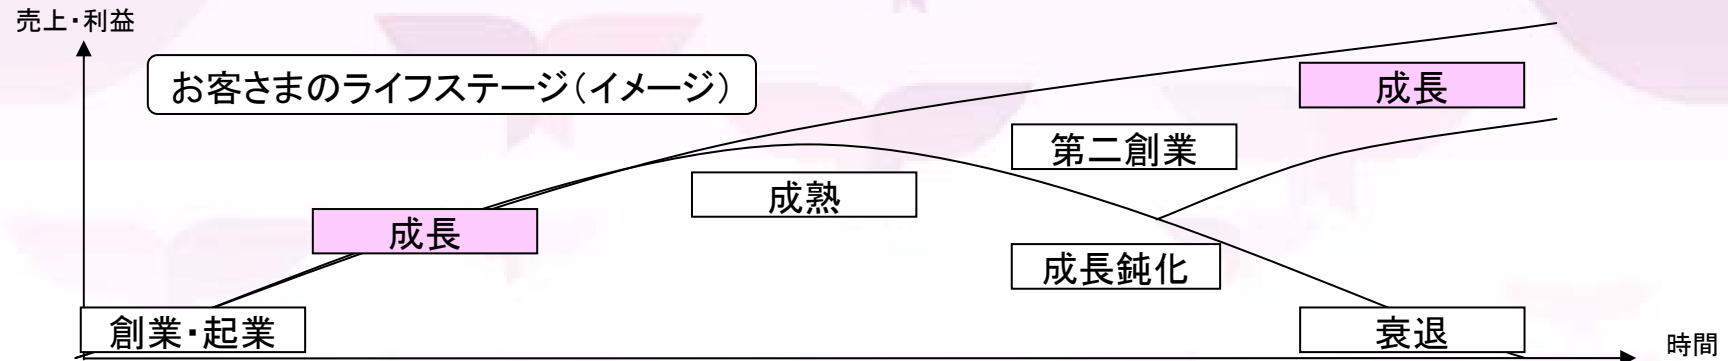 売上・利益
お客さまのライフステージ（イメージ）
成長
第二創業
成熟
成長
成長鈍化
創業・起業
衰退
時間